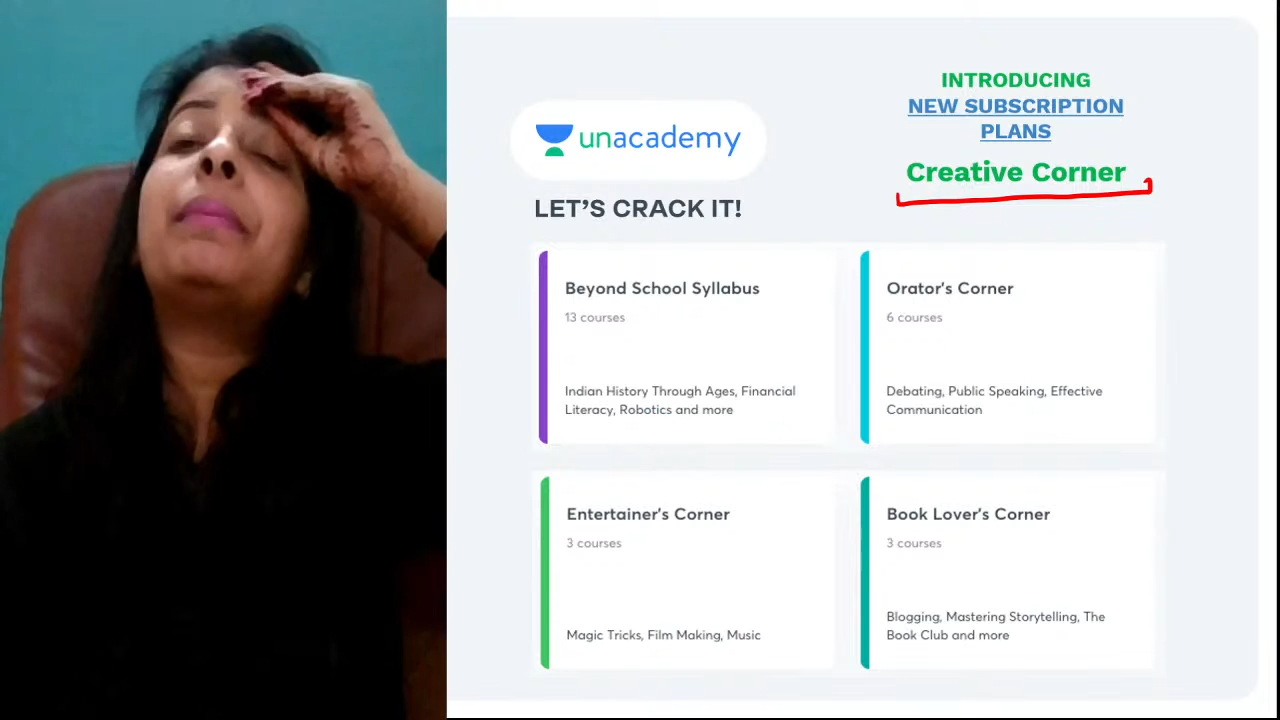 INTRODUCING
NEW SUBSCRIPTION
PLANS
Creative Corner
unacademy
LET'S CRACK IT!
Beyond School Syllabus
13 courses
Indian History Through Ages, Financial
Literacy, Robotics and more
Orator's Corner
6 courses
Debating, Public Speaking, Effective
Communication
Entertainer's Corner
3 courses
Magic Tricks, Film Making, Music
Book Lover's Corner
3 courses
Blogging, Mastering Storytelling, The
Book Club and more